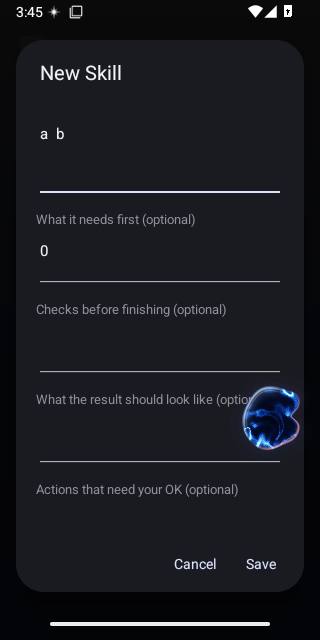 3:45
New Skill
a  b
What it needs first (optional)
0
Checks before finishing (optional)
What the result should look like
Actions that need your OK (optional)
Cancel
Save